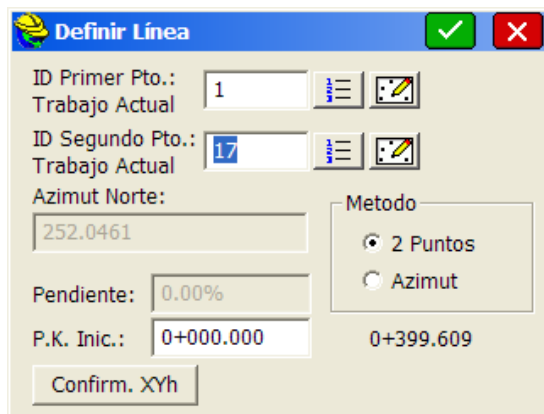 Definir Línea
ID Primer Pto.: 1
Trabajo Actual
ID Segundo Pto.: 17
Trabajo Actual
Azimut Norte:
252.0461
Metodo
2 Puntos
Azimut
Pendiente: 0.00%
P.K. Inic.: 0+000.000 0+399.609
Confirm. XYh